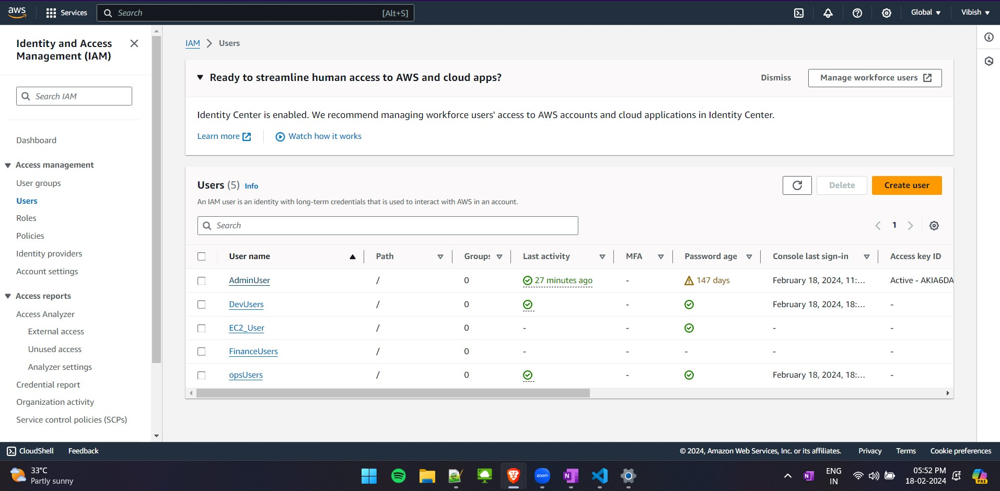 aws
Services
Search
[Alt+S]
Global
Vibish
Identity and Access
Management (IAM)
Search IAM
Dashboard
Access management
User groups
Users
Roles
Policies
Identity providers
Account settings
Access reports
Access Analyzer
External access
Unused access
Analyzer settings
Credential report
Organization activity
Service control policies (SCPs)
IAM > Users
Ready to streamline human access to AWS and cloud apps?
Dismiss
Manage workforce users
Identity Center is enabled. We recommend managing workforce users' access to AWS accounts and cloud applications in Identity Center.
Learn more
Watch how it works
Users (5) Info
Delete
Create user
An IAM user is an identity with long-term credentials that is used to interact with AWS in an account.
Search
1
User name Path Groups Last activity MFA Password age Console last sign-in Access key ID
AdminUser / 0 27 minutes ago - 147 days February 18, 2024, 11:... Active - AKIA6DA
DevUsers / 0 - February 18, 2024, 18:... -
EC2_User / 0 - - - -
FinanceUsers / 0 - - - - -
opsUsers / 0 - February 18, 2024, 18:... -
CloudShell
Feedback
© 2024, Amazon Web Services, Inc. or its affiliates.
Privacy
Terms
Cookie preferences
33°C
Partly sunny
zoom
N
N
ENG
IN
05:52 PM
18-02-2024
PRE